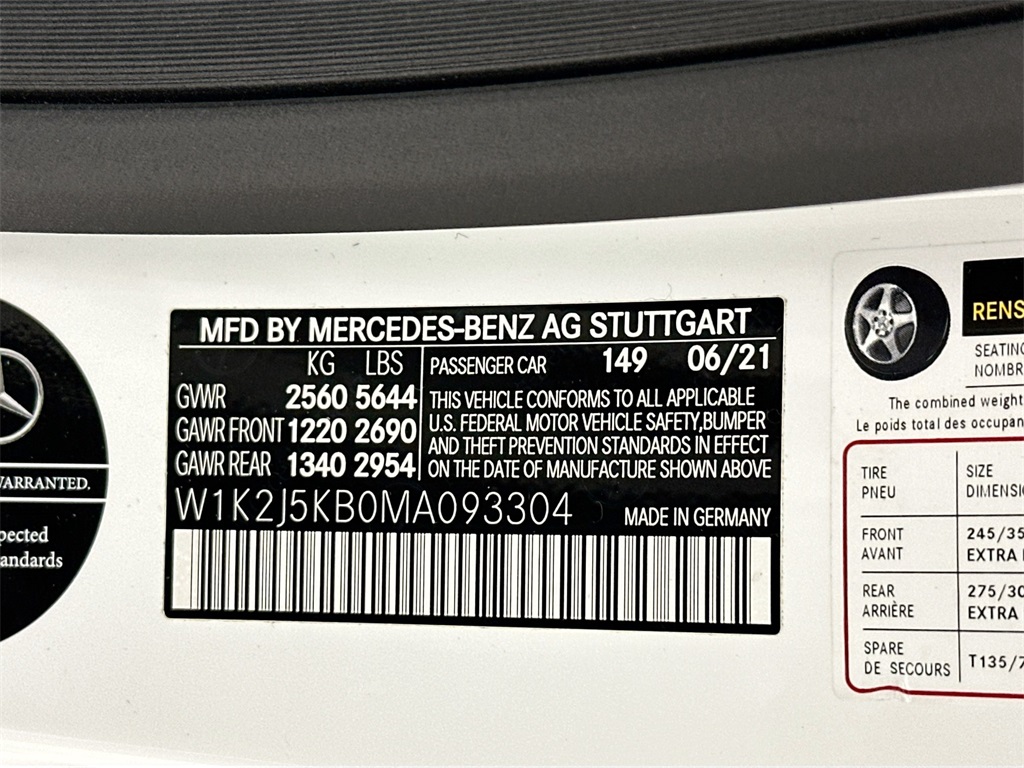 MFD BY MERCEDES-BENZ AG STUTTGART
KG LBS
GWWR 2560 5644
GAWR FRONT 1220 2690
GAWR REAR 1340 2954
PASSENGER CAR 149 06/21
THIS VEHICLE CONFORMS TO ALL APPLICABLE
U.S. FEDERAL MOTOR VEHICLE SAFETY,BUMPER
AND THEFT PREVENTION STANDARDS IN EFFECT
ON THE DATE OF MANUFACTURE SHOWN ABOVE
W1K2J5KB0MA093304 MADE IN GERMANY
WARRANTED.
RENS
SEATING
NOMBR
The combined weight
Le poids total des occupan
TIRE SIZE
PNEU DIMENSIO
FRONT 245/35
AVANT EXTRA
REAR 275/30
ARRIÈRE EXTRA
SPARE
DE SECOURS T135/7